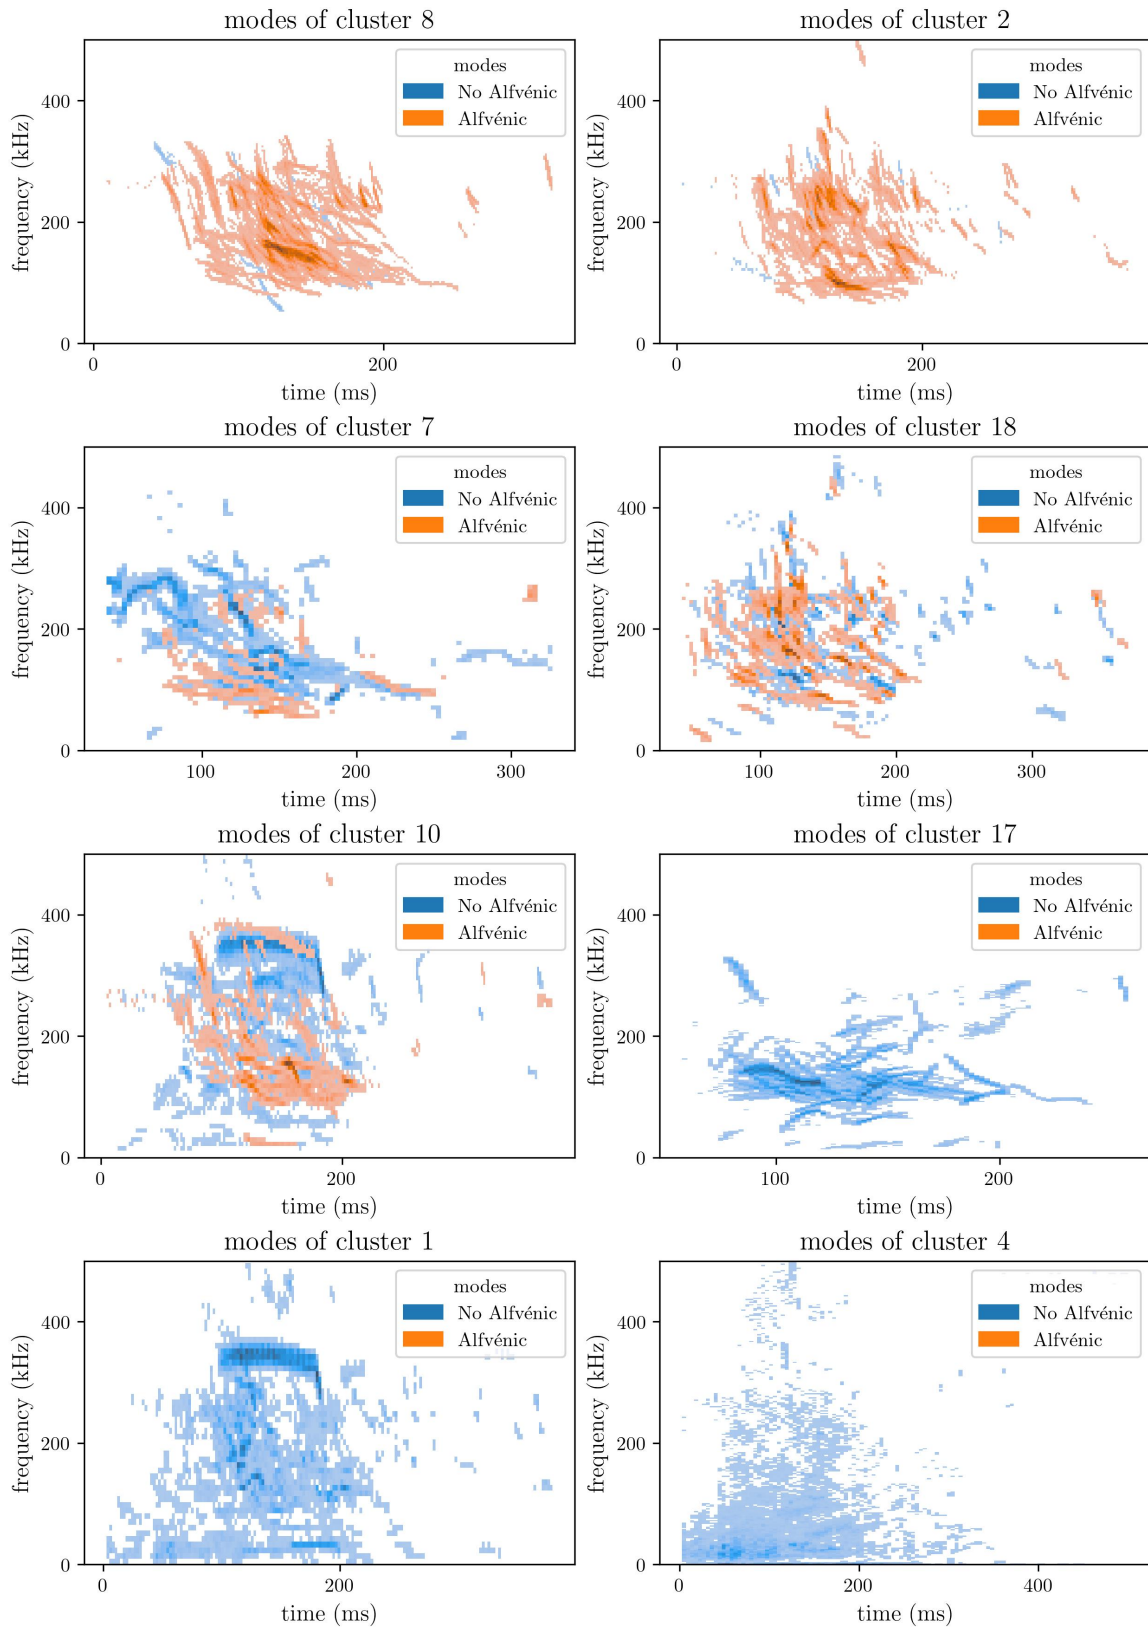 modes of cluster 8
modes
No Alfvénic
Alfvénic
400
200
0
frequency (kHz)
0
200
time (ms)
modes of cluster 2
modes
No Alfvénic
Alfvénic
400
200
0
frequency (kHz)
0
200
time (ms)
modes of cluster 7
modes
No Alfvénic
Alfvénic
400
200
0
frequency (kHz)
100
200
300
time (ms)
modes of cluster 18
modes
No Alfvénic
Alfvénic
400
200
0
frequency (kHz)
100
200
300
time (ms)
modes of cluster 10
modes
No Alfvénic
Alfvénic
400
200
0
frequency (kHz)
0
200
time (ms)
modes of cluster 17
modes
No Alfvénic
Alfvénic
400
200
0
frequency (kHz)
100
200
time (ms)
modes of cluster 1
modes
No Alfvénic
Alfvénic
400
200
0
frequency (kHz)
0
200
time (ms)
modes of cluster 4
modes
No Alfvénic
Alfvénic
400
200
0
frequency (kHz)
0
200
400
time (ms)